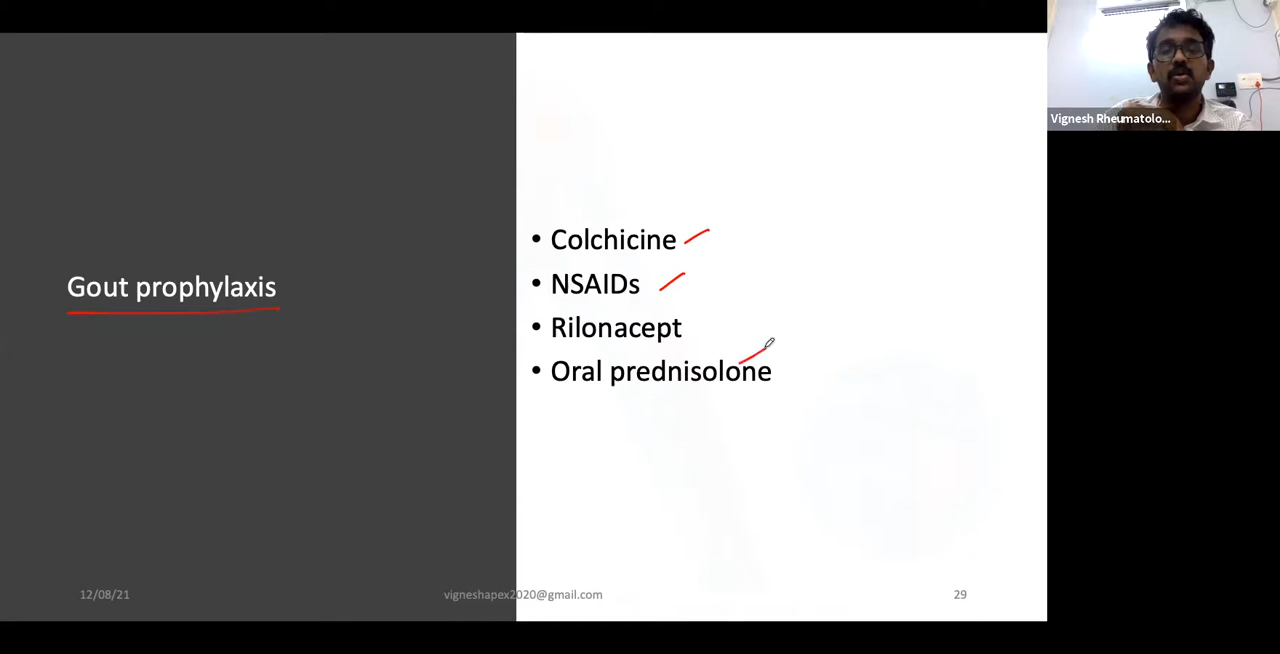 Vignesh Rheumatolo...
Gout prophylaxis
• Colchicine
• NSAIDs
• Rilonacept
• Oral prednisolone
12/08/21
vigneshapex2020@gmail.com
29